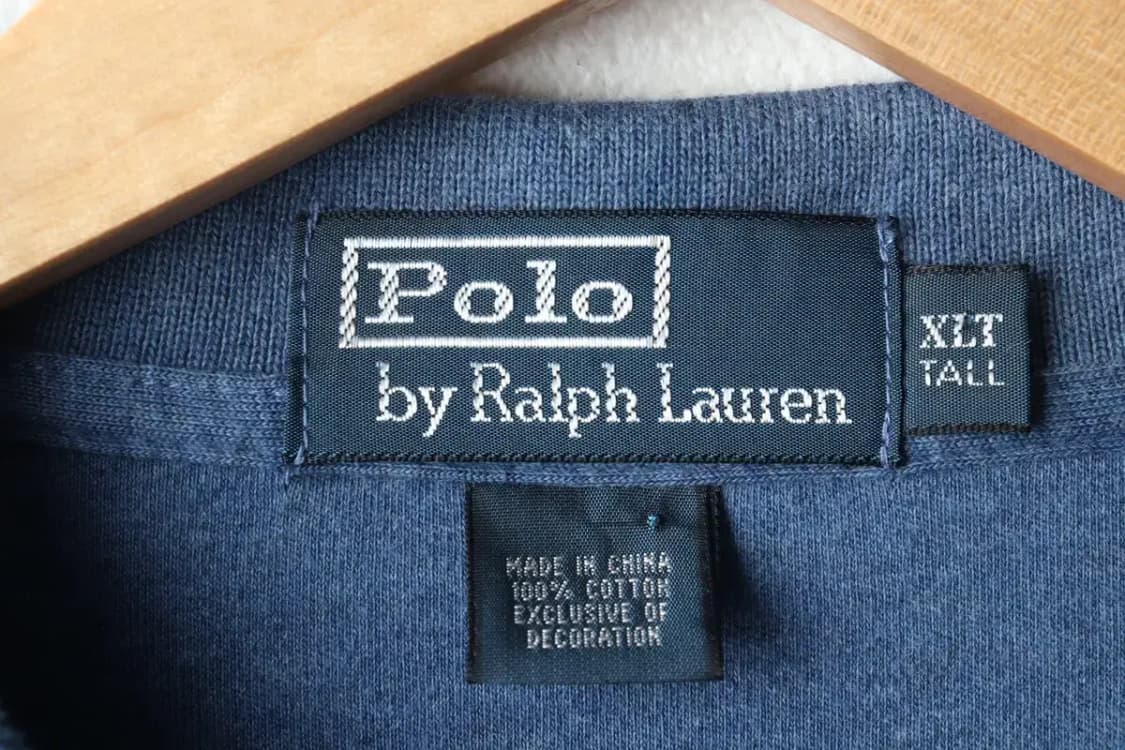 Polo
by Ralph Lauren
XLT
TALL
MADE IN CHINA
100% COTTON
EXCLUSIVE OF
DECORATION